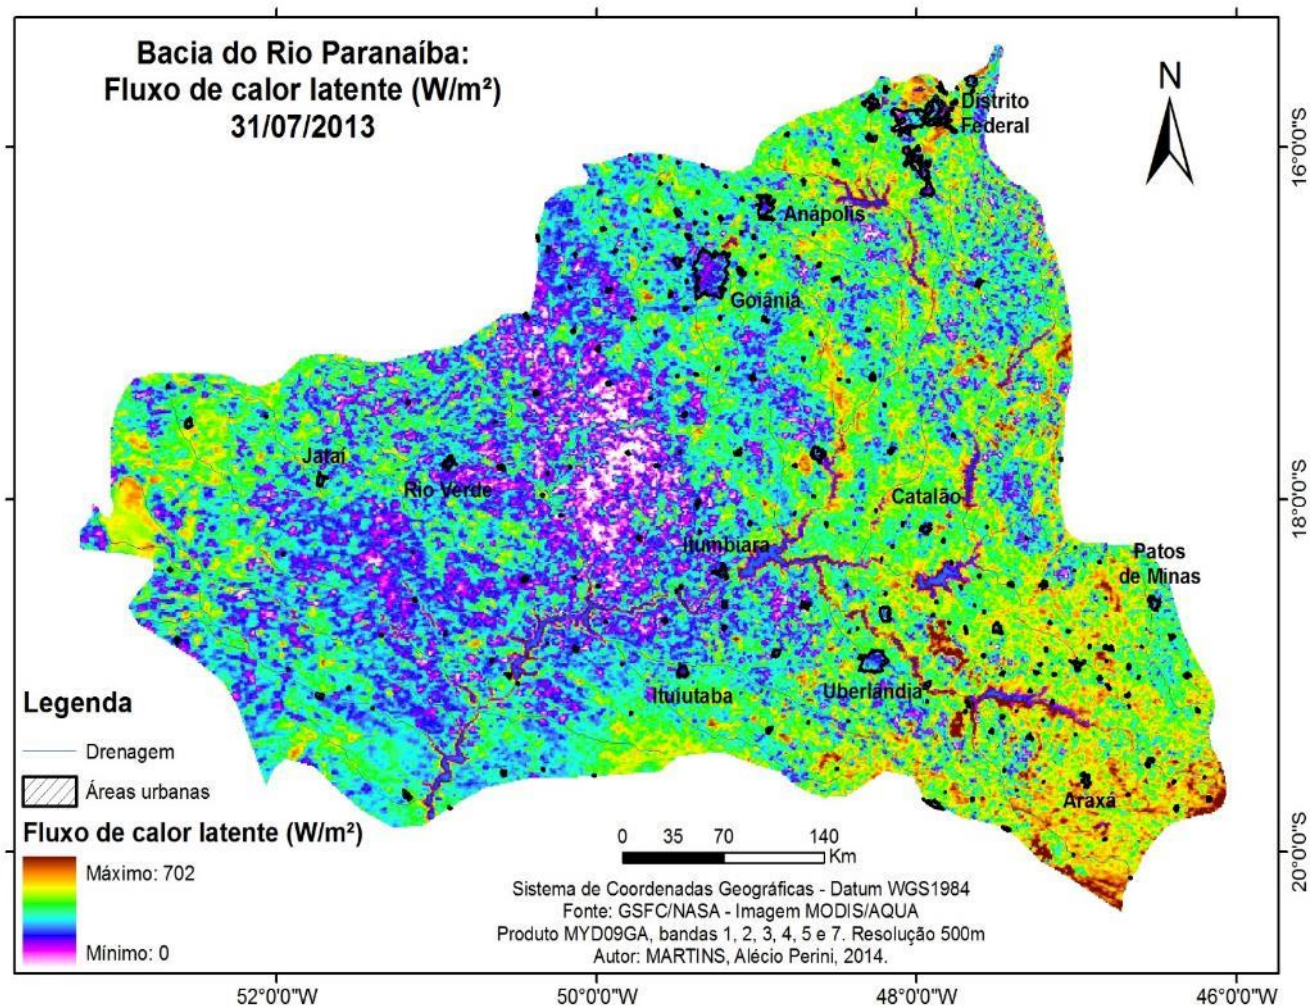 Bacia do Rio Paranaíba:
Fluxo de calor latente (W/m²)
31/07/2013
N
Distrito
Federal
16°0'0"S
Anápolis
Goiânia
Jataí
Rio Verde
Catalão
18°0'0"S
Itumbiara
Patos
de Minas
Ituiutaba
Uberlândia
Araxá
Legenda
Drenagem
Áreas urbanas
Fluxo de calor latente (W/m²)
Máximo: 702
Mínimo: 0
0 35 70 140
Km
20°0'0"S
Sistema de Coordenadas Geográficas - Datum WGS1984
Fonte: GSFC/NASA - Imagem MODIS/AQUA
Produto MYD09GA, bandas 1, 2, 3, 4, 5 e 7. Resolução 500m
Autor: MARTINS, Alécio Perini, 2014.
52°0'0"W 50°0'0"W 48°0'0"W 46°0'0"W